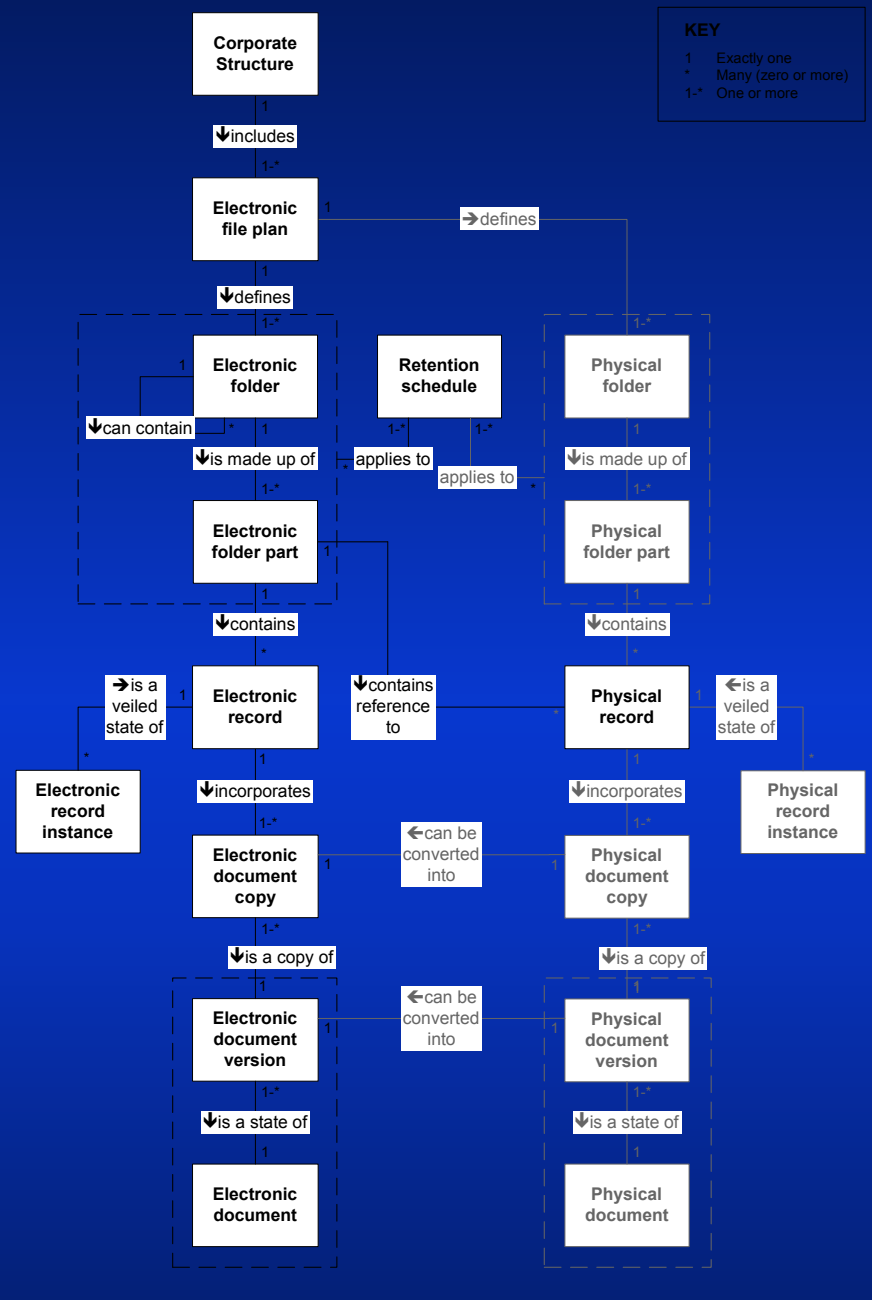 Corporate
Structure
KEY
1 Exactly one
* Many (zero or more)
1-* One or more
1
🡻includes
1-*
Electronic
file plan
1
🡺defines
1
🡻defines
1-*
1-*
Electronic
folder
Retention
schedule
Physical
folder
1
🡻can contain
*
1
1-*
1-*
1
🡻is made up of
*
applies to
🡻is made up of
applies to
*
1-*
1-*
Electronic
folder part
1
Physical
folder part
1
1
🡻contains
🡻contains
*
*
🡺is a
veiled
state of
1
Electronic
record
🡻contains
reference
to
*
Physical
record
1
🡸is a
veiled
state of
*
*
1
1
Electronic
record
instance
🡻incorporates
🡻incorporates
Physical
record
instance
1-*
1-*
Electronic
document
copy
1
🡸can be
converted
into
1
Physical
document
copy
1-*
1-*
🡻is a copy of
🡻is a copy of
1
1
Electronic
document
version
1
🡸can be
converted
into
1
Physical
document
version
1-*
1-*
🡻is a state of
🡻is a state of
1
1
Electronic
document
Physical
document